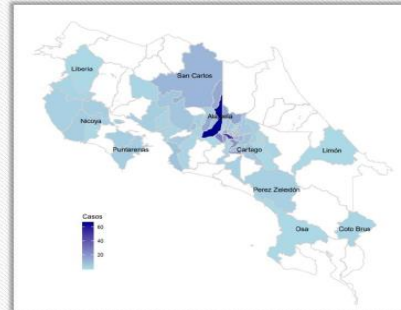 Liberia
San Carlos
Nicoya
Alajuela
Puntarenas
Cartago
Limón
Perez Zeledón
Osa
Coto Brus
Casos
60
40
20